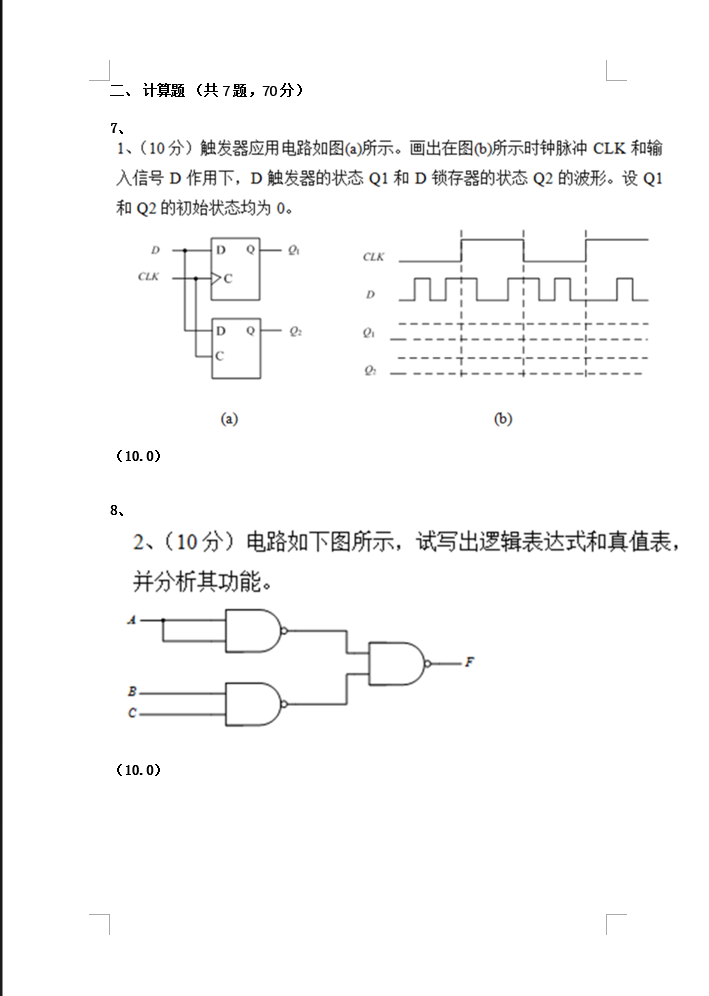 二、 计算题 （共 7 题，70 分）
7、
1、（10 分）触发器应用电路如图(a)所示。画出在图(b)所示时钟脉冲 CLK 和输
入信号 D 作用下，D 触发器的状态 Q1 和 D 锁存器的状态 Q2 的波形。设 Q1
和 Q2 的初始状态均为 0。
D D Q Q₁
CLK C
D Q Q₂
C
(a)
CLK
D
Q₁
Q₂
(b)
（10.0）
8、
2、（10 分）电路如下图所示，试写出逻辑表达式和真值表，
并分析其功能。
A
F
B
C
（10.0）